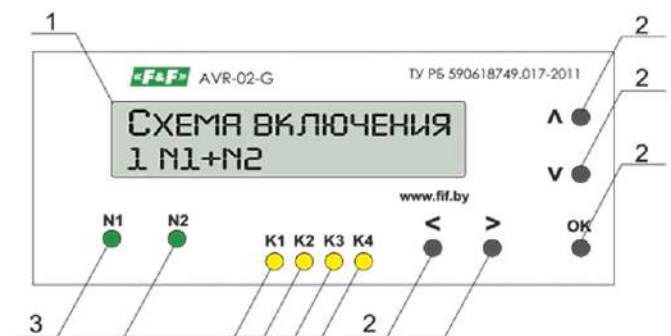 1
2
«F&F» AVR-02-G
ТУ РБ 590618749.017-2011
2
СХЕМА ВКЛЮЧЕНИЯ
1 N1+N2
Λ
V
2
www.fif.by
N1
N2
K1 K2 K3 K4
<
>
OK
3
2